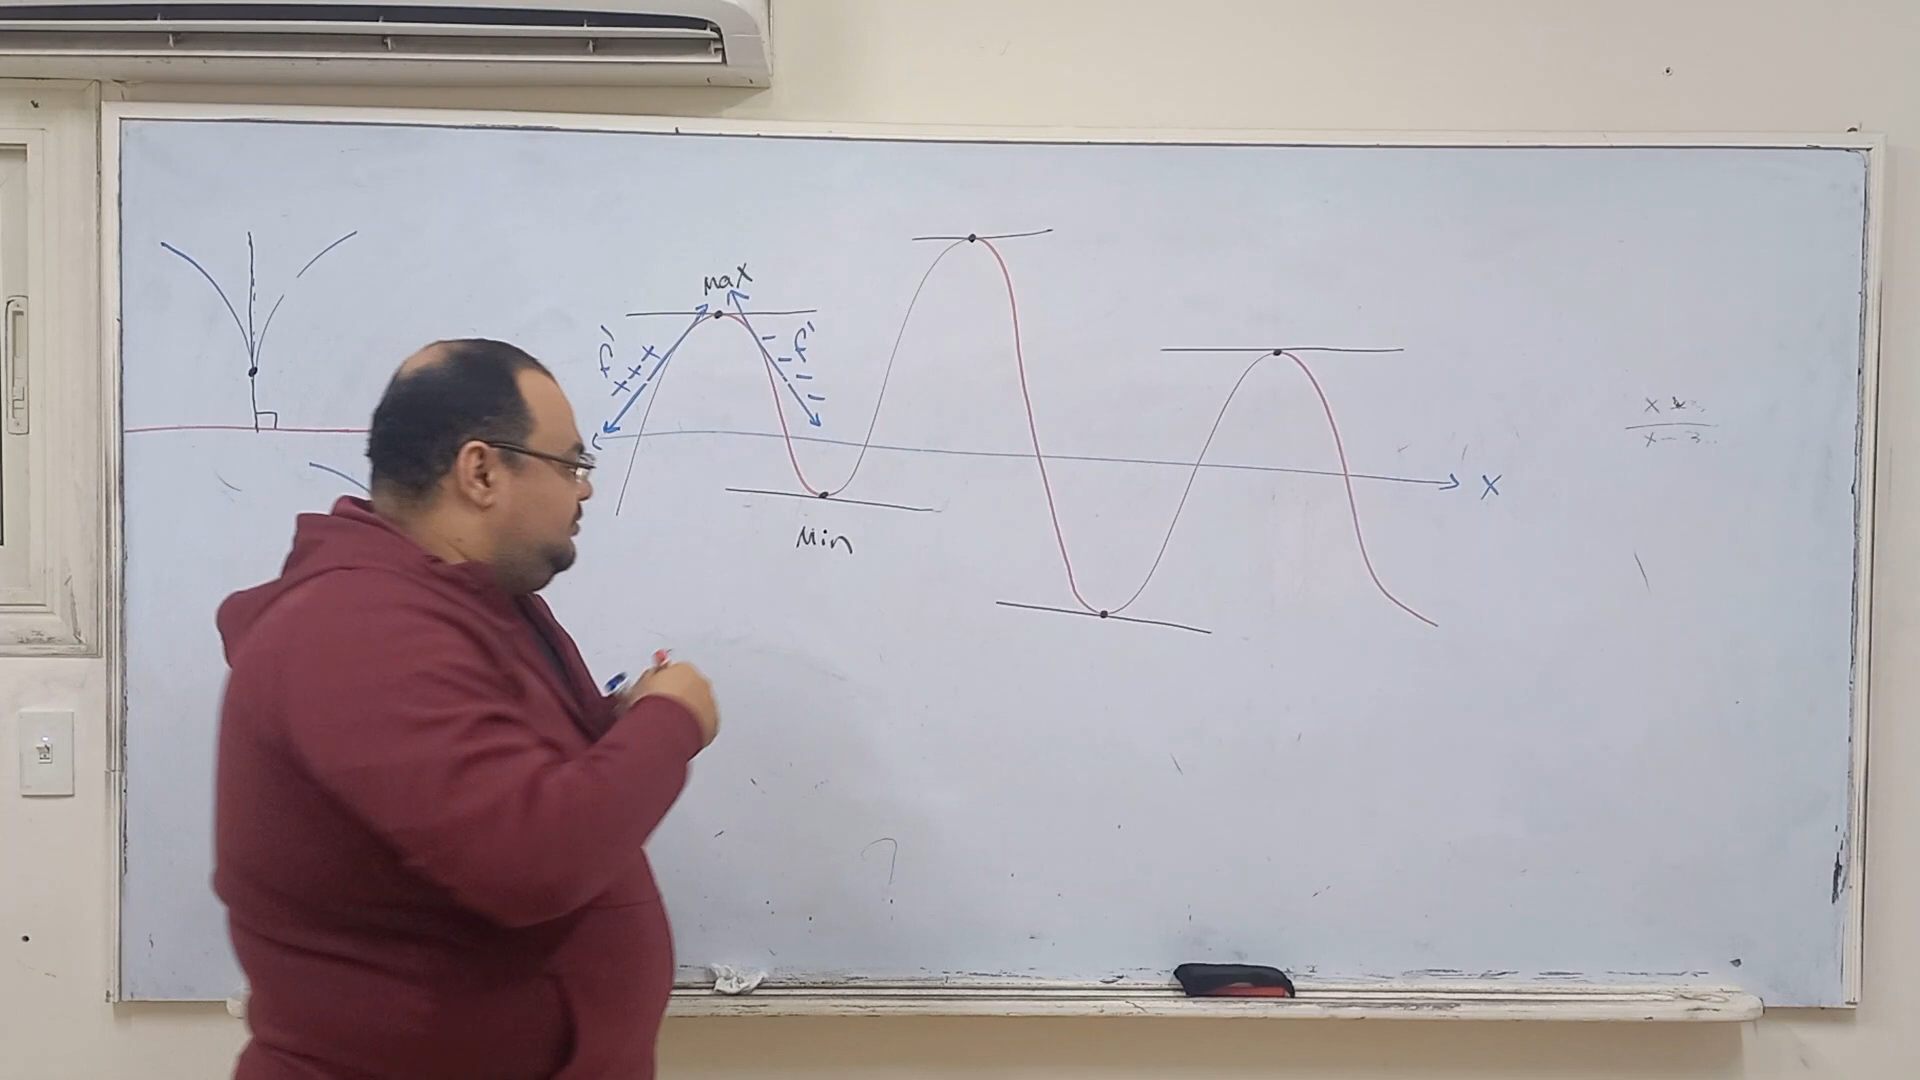 Max
f'
+++
- - - -
f'
x
Min